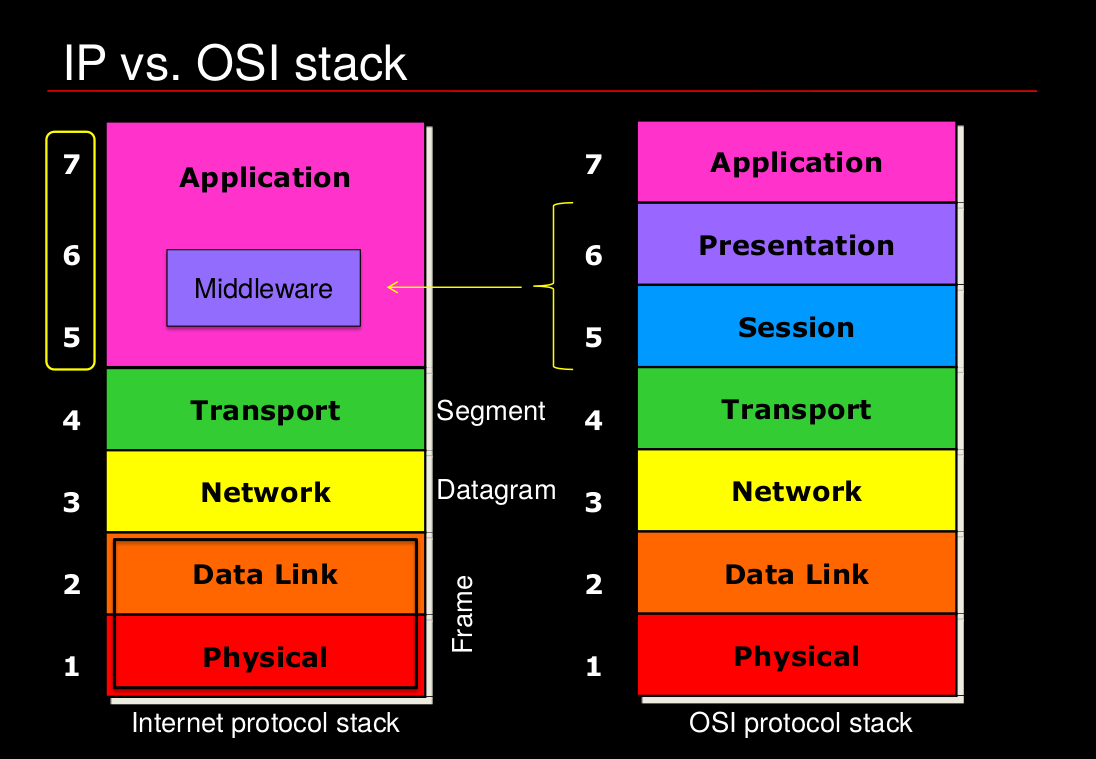 IP vs. OSI stack
7
Application
6
Middleware
5
4
Transport
Segment
3
Network
Datagram
2
Data Link
Frame
1
Physical
Internet protocol stack
7
Application
6
Presentation
5
Session
4
Transport
3
Network
2
Data Link
1
Physical
OSI protocol stack